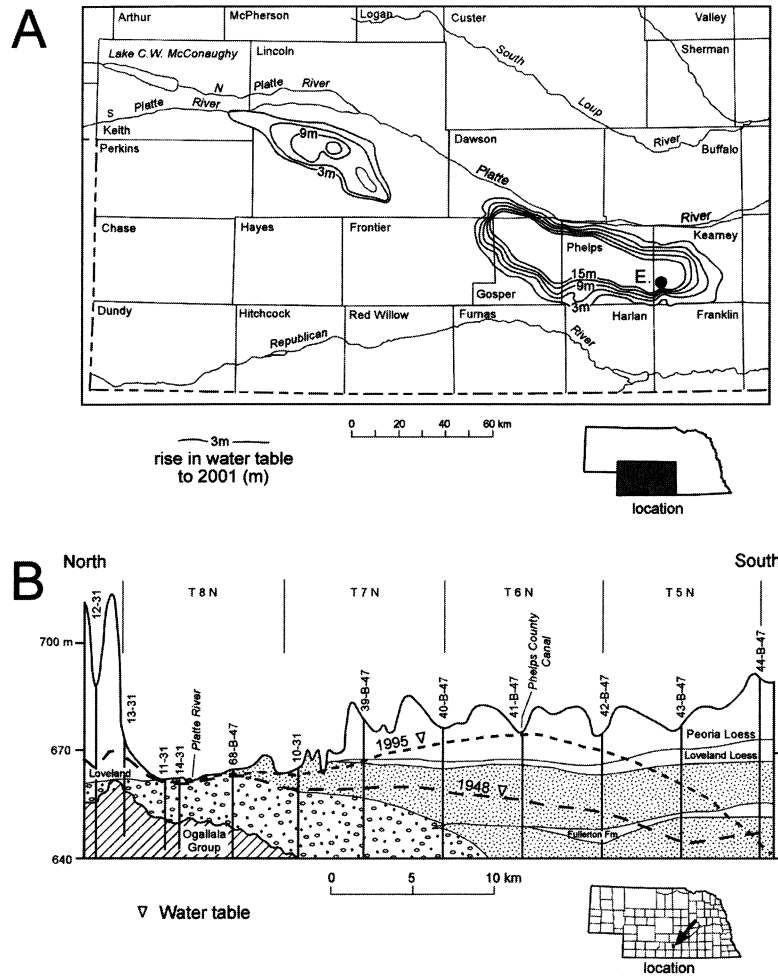 A
Arthur
McPherson
Logan
Custer
Valley
Sherman
Lake C.W. McConaughy
Lincoln
South
Loup
River
N Platte River
S Platte River
Keith
Perkins
9m
3m
Dawson
Buffalo
Platte
River
Kearney
Chase
Hayes
Frontier
Phelps
15m
9m
3m
E.
Gosper
Dundy
Hitchcock
Red Willow
Furnas
Harlan
Franklin
Republican
River
3m
rise in water table
to 2001 (m)
0 20 40 60 km
location
B
North
South
T 8 N
T 7 N
T 6 N
T 5 N
12-31
13-31
11-31
14-31
Platte River
68-B-47
10-31
39-B-47
40-B-47
41-B-47
Phelps County
Canal
42-B-47
43-B-47
44-B-47
700 m
670
640
1995 ∇
1948 ∇
Peoria Loess
Loveland Loess
Loveland
Fullerton Fm.
Ogallala
Group
0 5 10 km
∇ Water table
location